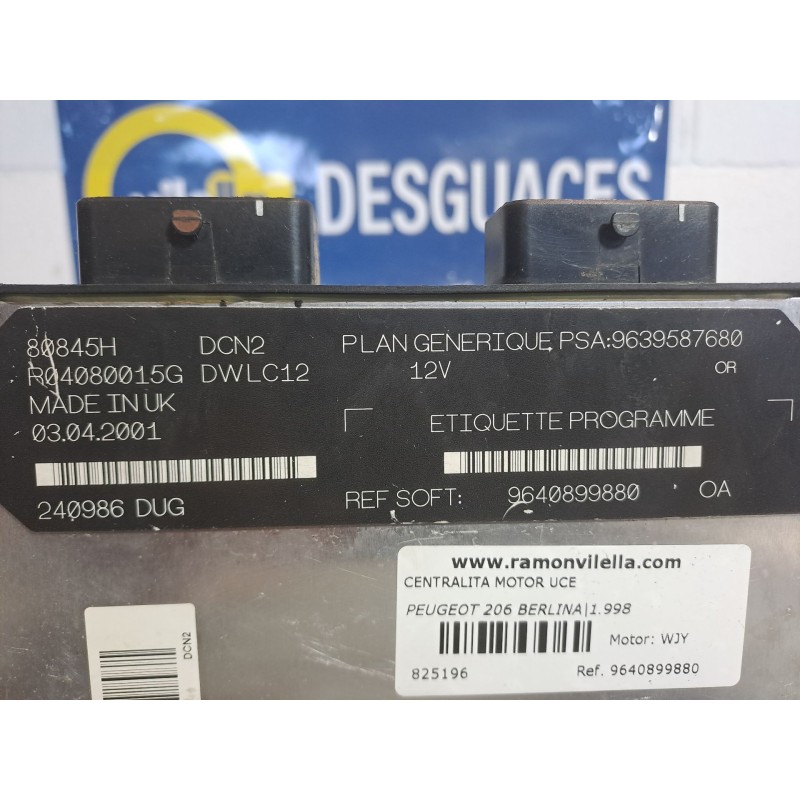 DESGUACES
80845H DCN2 PLAN GENERIQUE PSA:9639587680
R04080015G DWLC12 12V OR
MADE IN UK
03.04.2001
ETIQUETTE PROGRAMME
240986 DUG REF SOFT: 9640899880 OA
www.ramonvilella.com
CENTRALITA MOTOR UCE
PEUGEOT 206 BERLINA|1.998
Motor: WJY
825196 Ref. 9640899880
DCN2